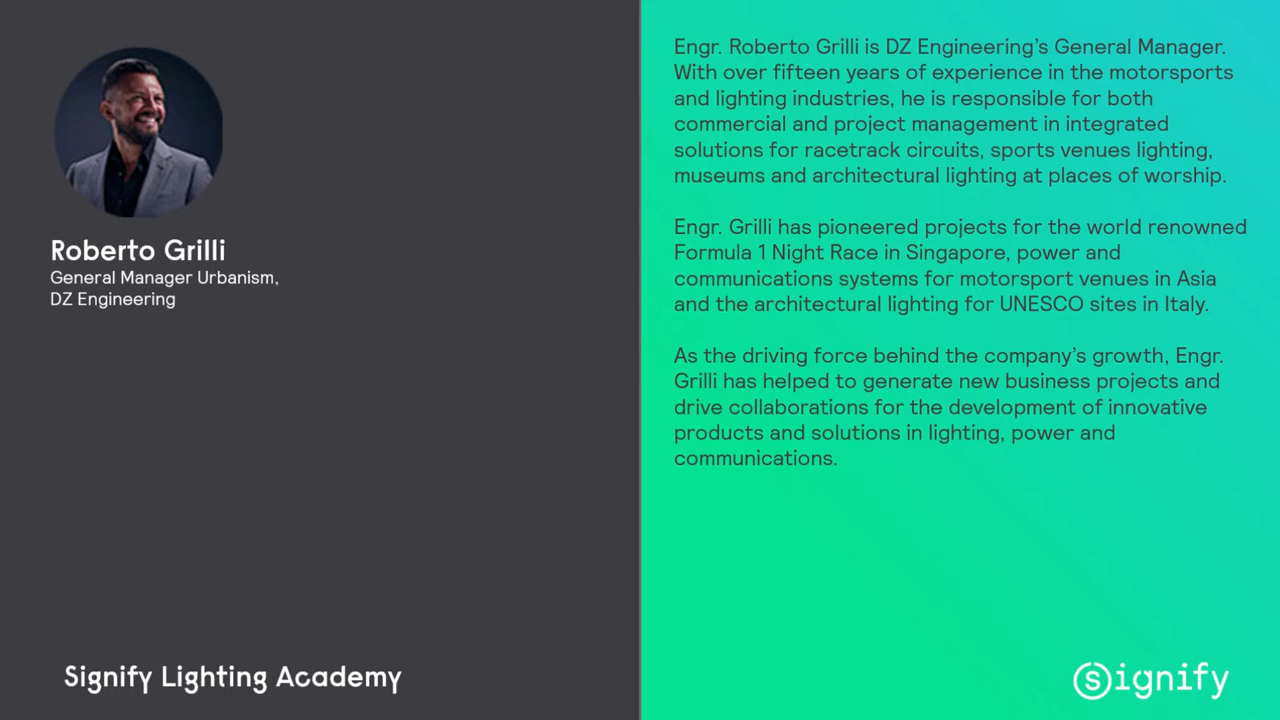 Roberto Grilli
General Manager Urbanism,
DZ Engineering
Engr. Roberto Grilli is DZ Engineering’s General Manager.
With over fifteen years of experience in the motorsports
and lighting industries, he is responsible for both
commercial and project management in integrated
solutions for racetrack circuits, sports venues lighting,
museums and architectural lighting at places of worship.
Engr. Grilli has pioneered projects for the world renowned
Formula 1 Night Race in Singapore, power and
communications systems for motorsport venues in Asia
and the architectural lighting for UNESCO sites in Italy.
As the driving force behind the company’s growth, Engr.
Grilli has helped to generate new business projects and
drive collaborations for the development of innovative
products and solutions in lighting, power and
communications.
Signify Lighting Academy
signify